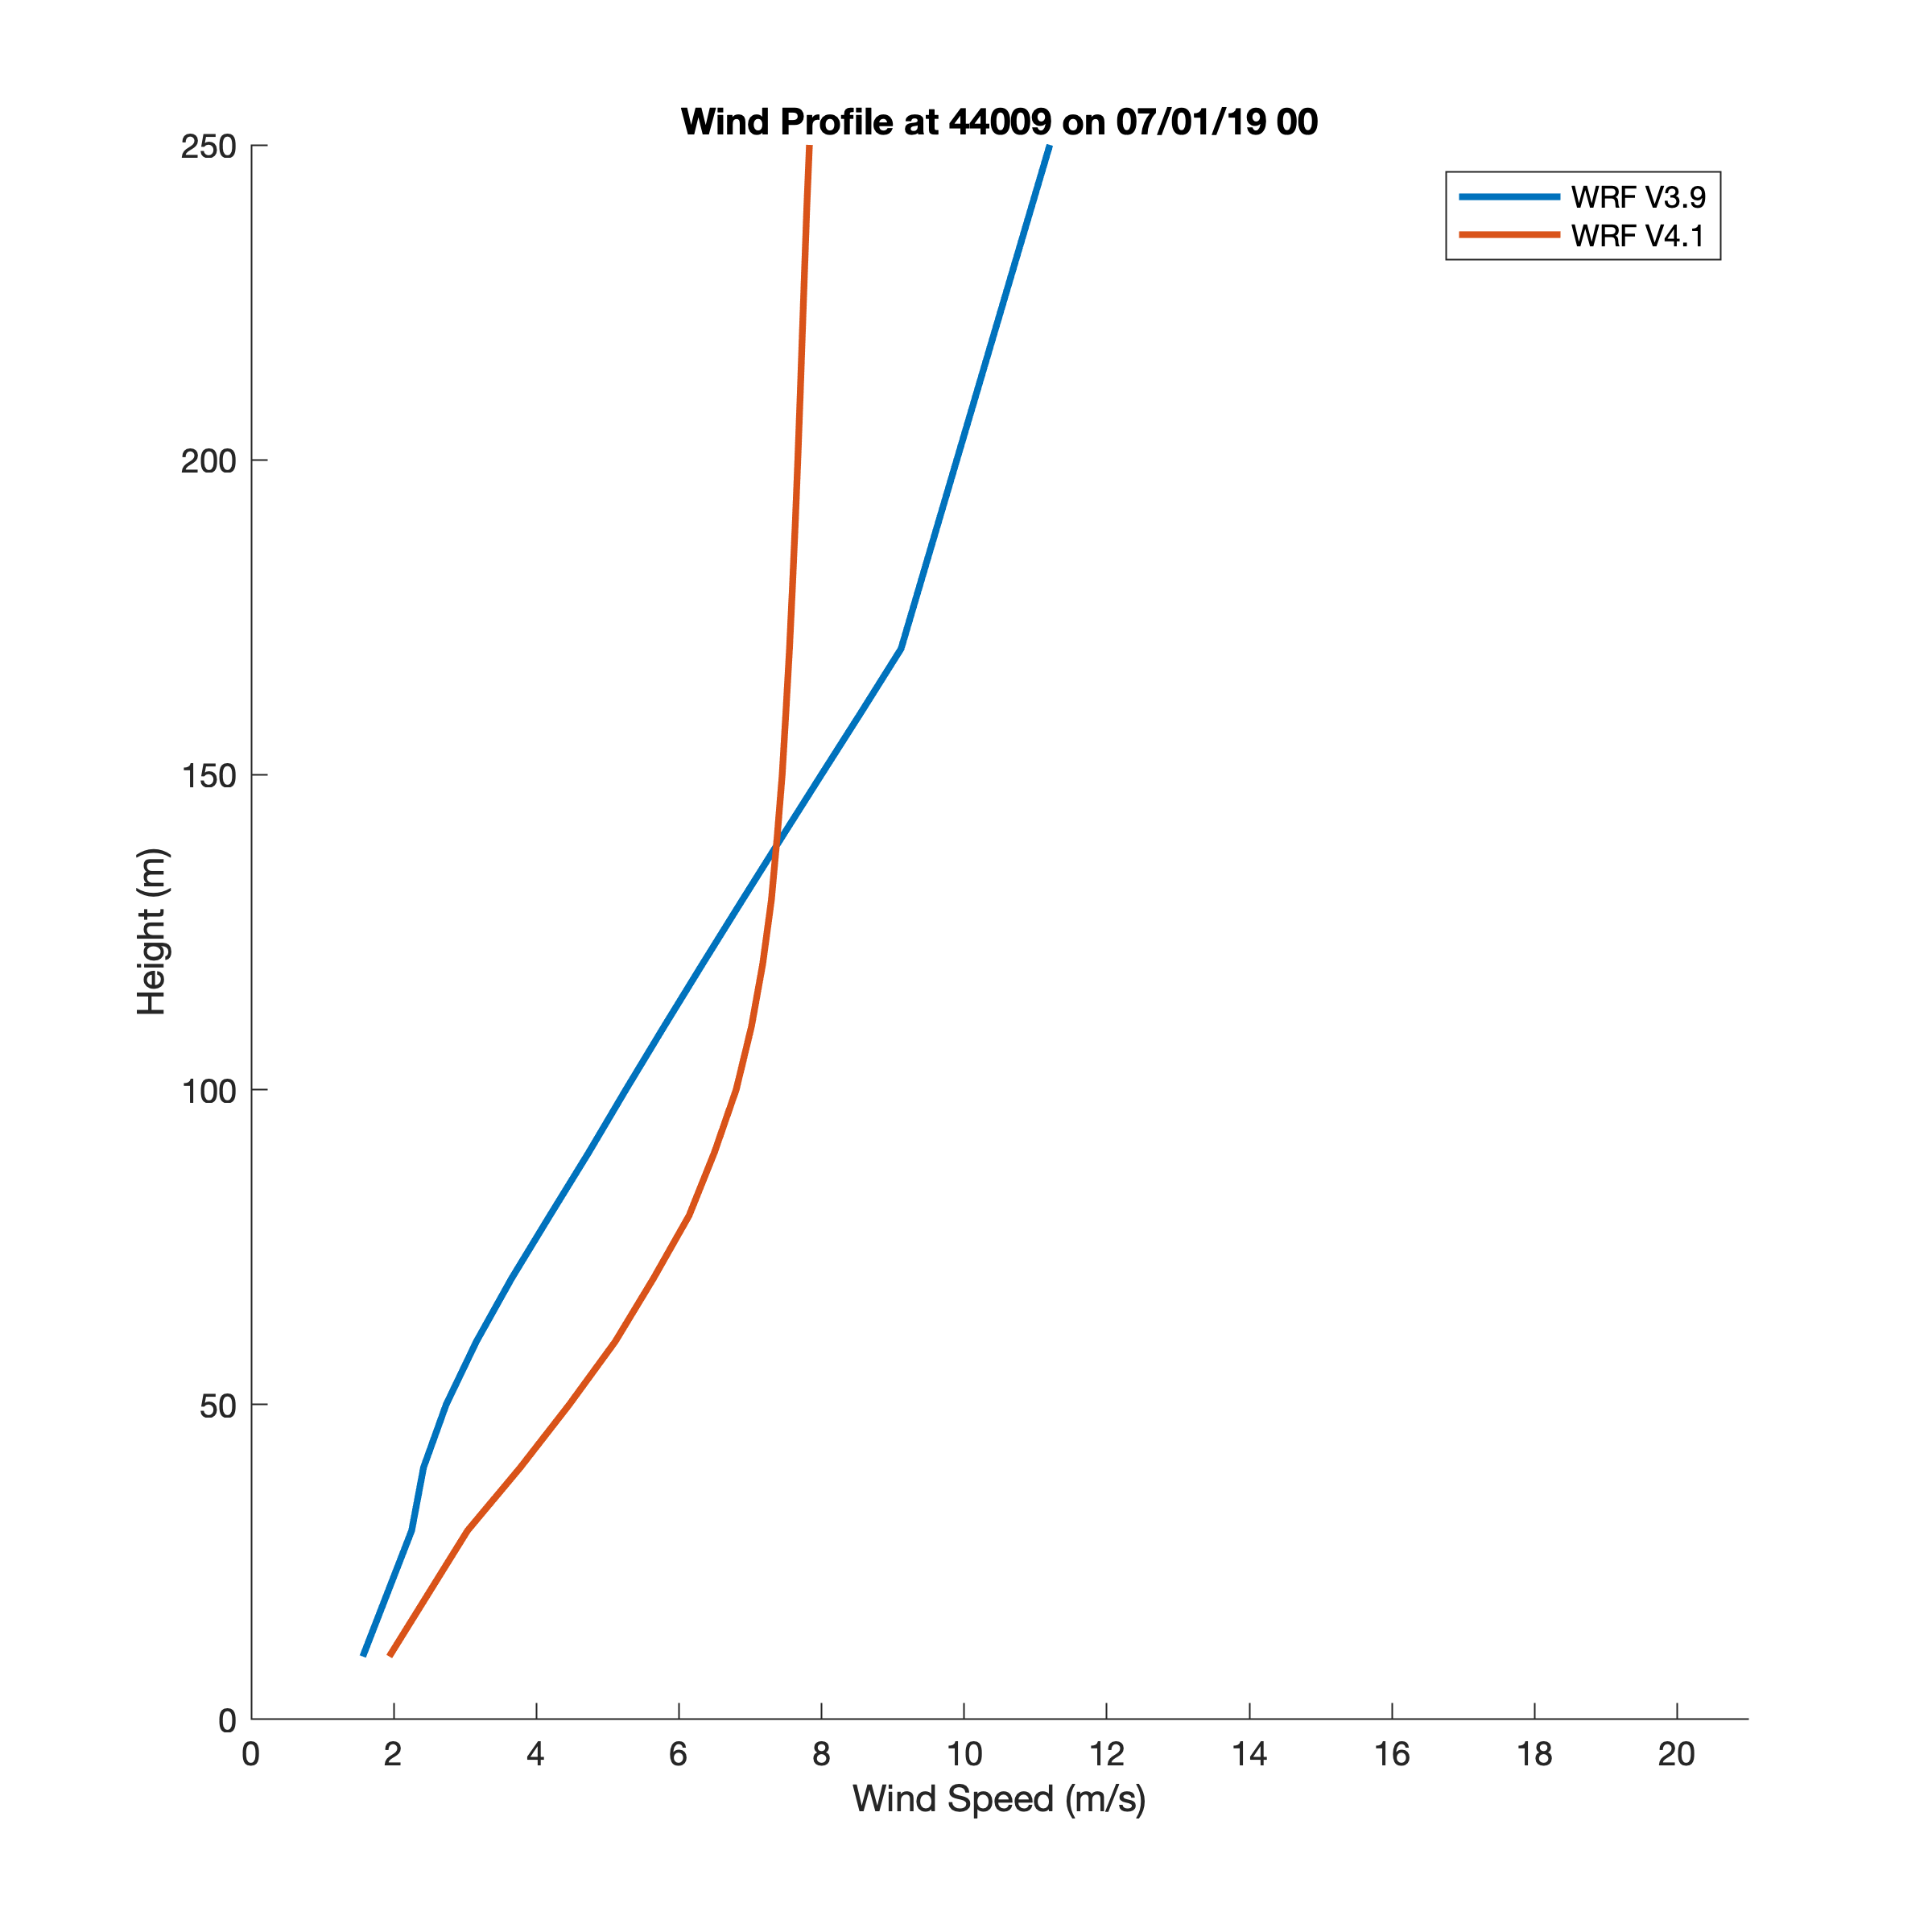 Wind Profile at 44009 on 07/01/19 00
WRF V3.9
WRF V4.1
250
200
150
100
50
0
Height (m)
0 2 4 6 8 10 12 14 16 18 20
Wind Speed (m/s)